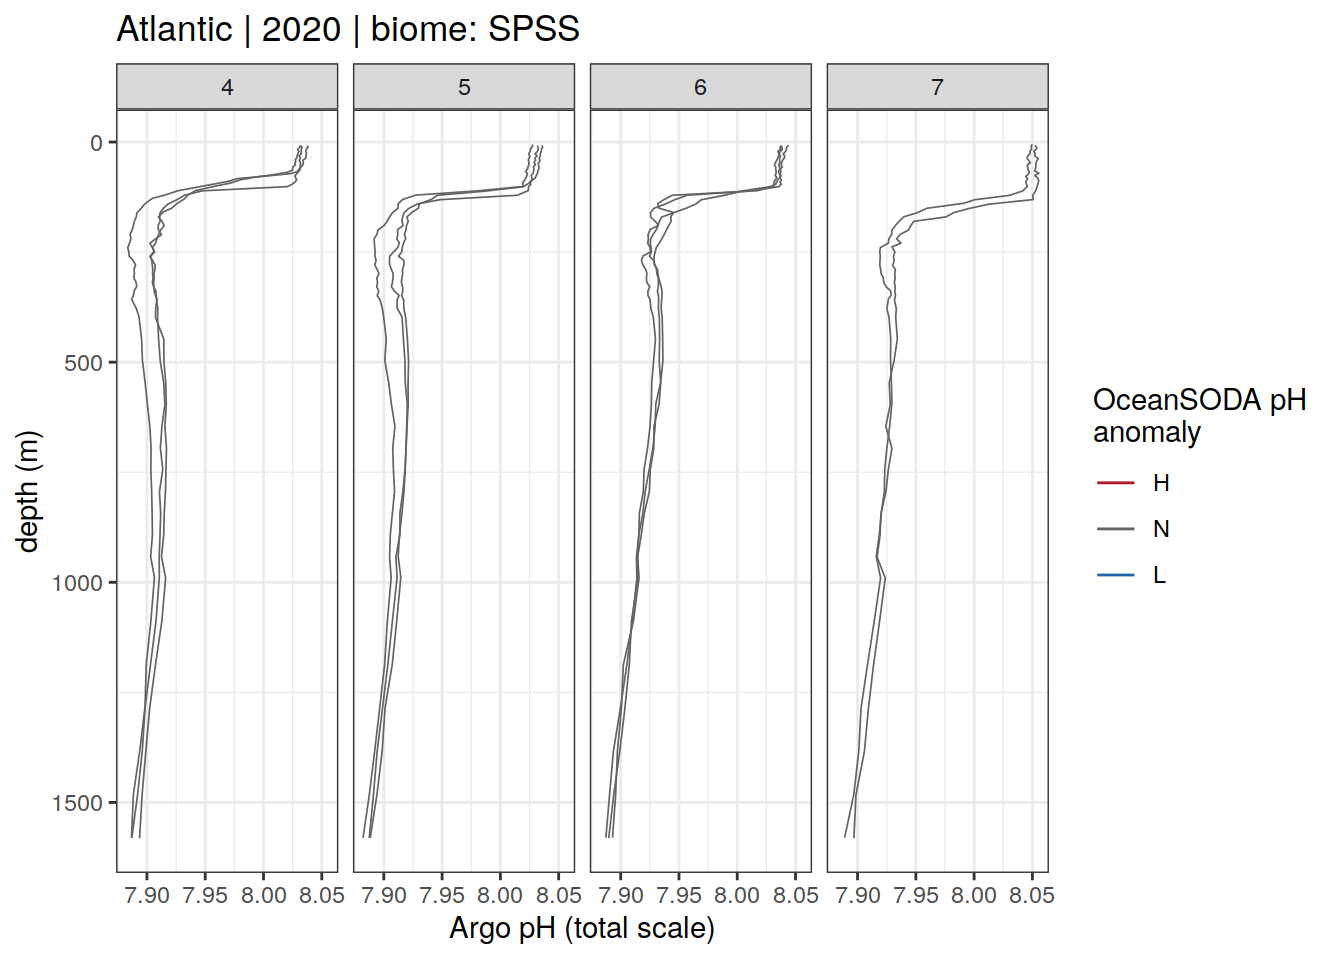 Atlantic | 2020 | biome: SPSS
4 5 6 7
0
500
1000
1500
depth (m)
7.90 7.95 8.00 8.05 7.90 7.95 8.00 8.05 7.90 7.95 8.00 8.05 7.90 7.95 8.00 8.05
Argo pH (total scale)
OceanSODA pH
anomaly
H
N
L